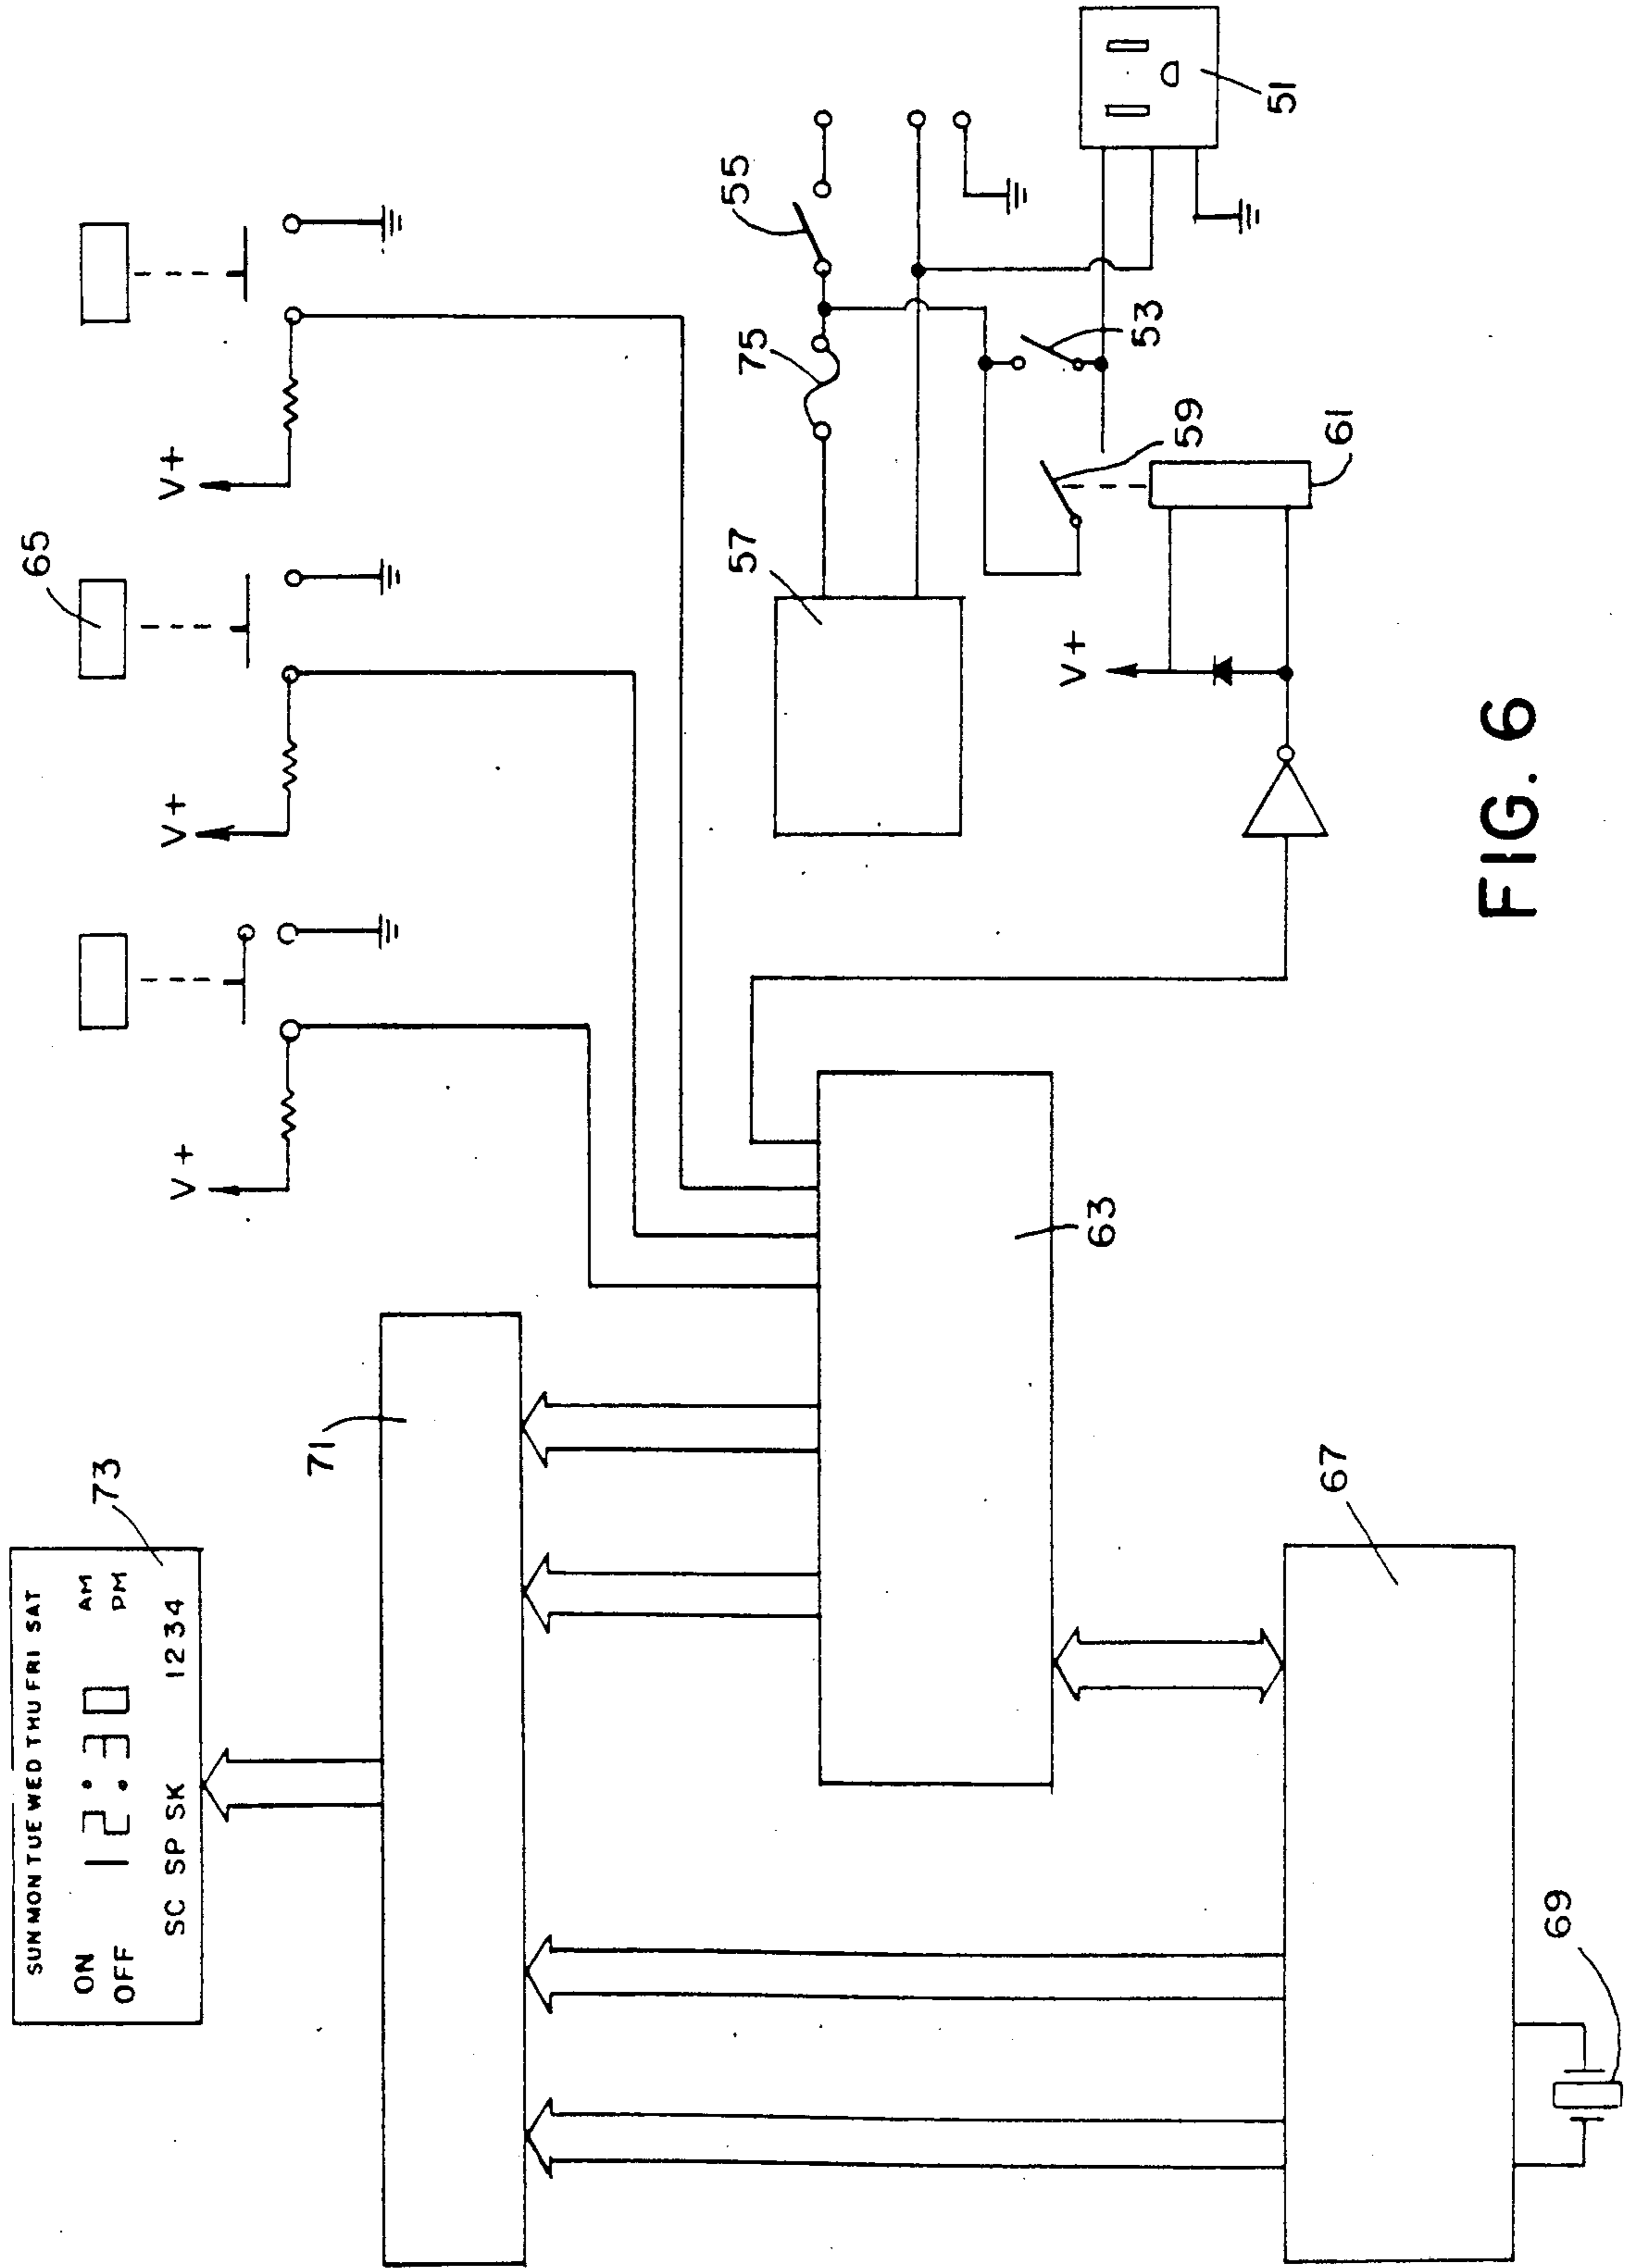 SUN MON TUE WED THU FRI SAT
ON 12:30 AM
OFF PM
SC SP SK 1234
73
71
65
V+
V+
V+
63
67
69
57
75
55
53
59
61
V+
51
FIG. 6